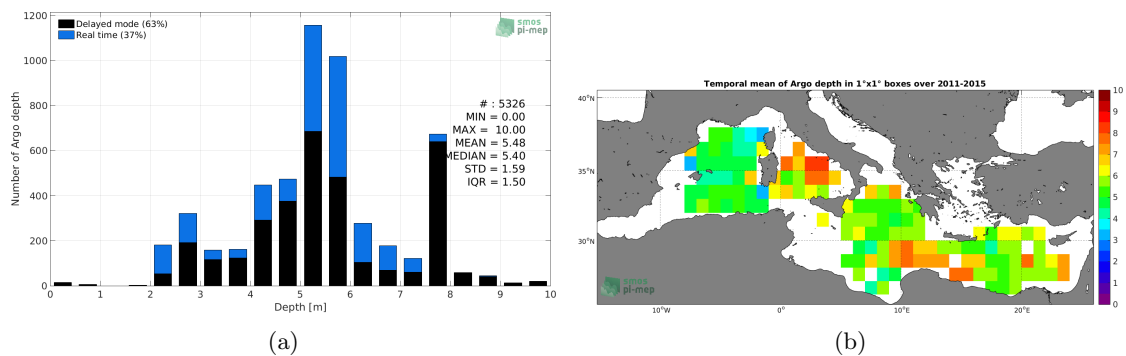 1200
1000
800
600
400
200
0
Number of Argo depth
Delayed mode (63%)
Real time (37%)
smos
pi-mep
# : 5326
MIN = 0.00
MAX = 10.00
MEAN = 5.48
MEDIAN = 5.40
STD = 1.59
IQR = 1.50
0 1 2 3 4 5 6 7 8 9 10
Depth [m]
(a)
Temporal mean of Argo depth in 1°x1° boxes over 2011-2015
40°N
35°N
30°N
10°W 0° 10°E 20°E
smos
pi-mep
10
9
8
7
6
5
4
3
2
1
0
(b)